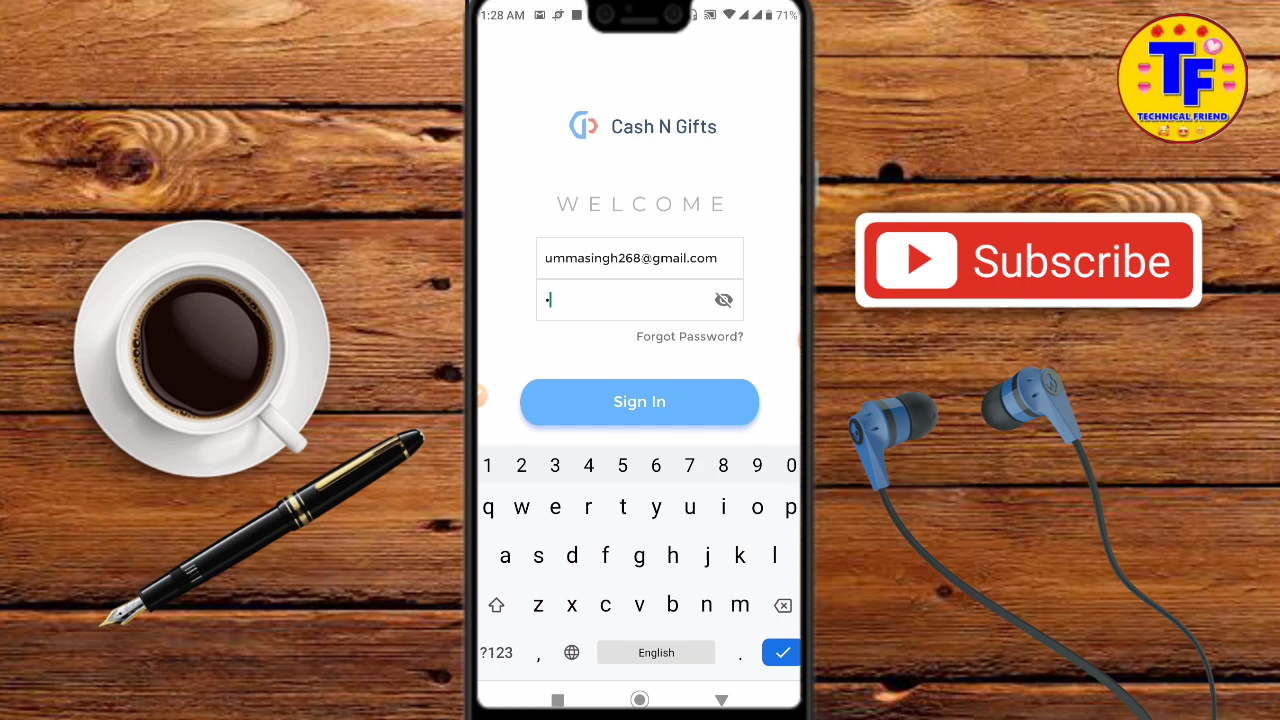 1:28 AM 71%
Cash N Gifts
WELCOME
ummasingh268@gmail.com
Forgot Password?
Sign In
1 2 3 4 5 6 7 8 9 0
q w e r t y u i o p
a s d f g h j k l
z x c v b n m
?123 , English .
TF
TECHNICAL FRIEND
Subscribe